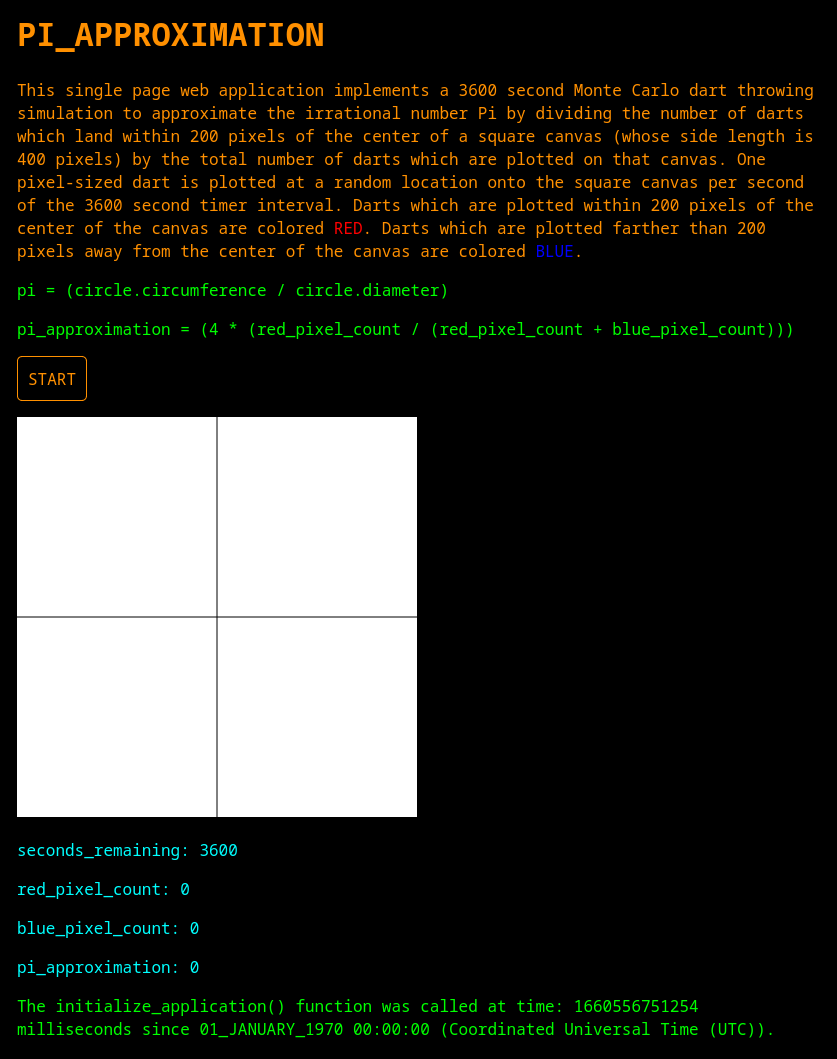 PI_APPROXIMATION
This single page web application implements a 3600 second Monte Carlo dart throwing
simulation to approximate the irrational number Pi by dividing the number of darts
which land within 200 pixels of the center of a square canvas (whose side length is
400 pixels) by the total number of darts which are plotted on that canvas. One
pixel-sized dart is plotted at a random location onto the square canvas per second
of the 3600 second timer interval. Darts which are plotted within 200 pixels of the
center of the canvas are colored RED. Darts which are plotted farther than 200
pixels away from the center of the canvas are colored BLUE.
pi = (circle.circumference / circle.diameter)
pi_approximation = (4 * (red_pixel_count / (red_pixel_count + blue_pixel_count)))
START
seconds_remaining: 3600
red_pixel_count: 0
blue_pixel_count: 0
pi_approximation: 0
The initialize_application() function was called at time: 1660556751254
milliseconds since 01_JANUARY_1970 00:00:00 (Coordinated Universal Time (UTC)).